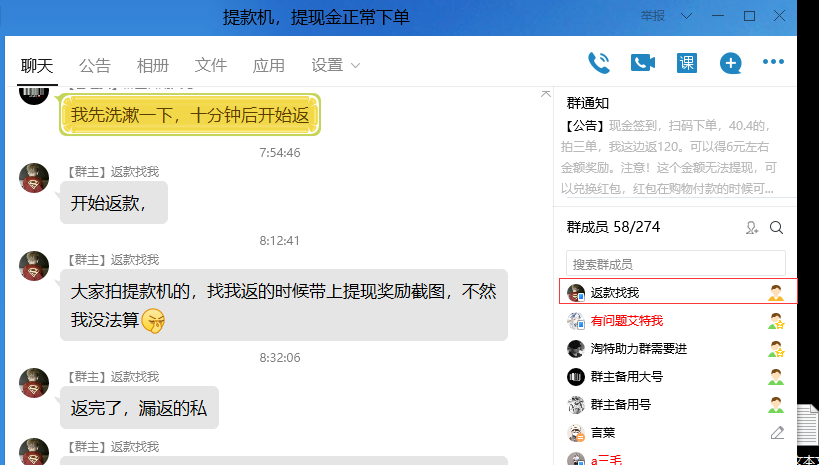 提款机，提现金正常下单
举报
聊天 公告 相册 文件 应用 设置
课
我先洗漱一下，十分钟后开始返
7:54:46
【群主】返款找我
开始返款，
8:12:41
【群主】返款找我
大家拍提款机的，找我返的时候带上提现奖励截图，不然
我没法算
8:32:06
【群主】返款找我
返完了，漏返的私
【群主】返款找我
群通知
【公告】现金签到，扫码下单，40.4的，
拍三单，我这边返120。可以得6元左右
金额奖励。注意！这个金额无法提现，可
以兑换红包，红包在购物付款的时候可...
群成员 58/274
搜索群成员
返款找我
有问题艾特我
淘特助力群需要进
群主备用大号
群主备用号
言葉
a三毛